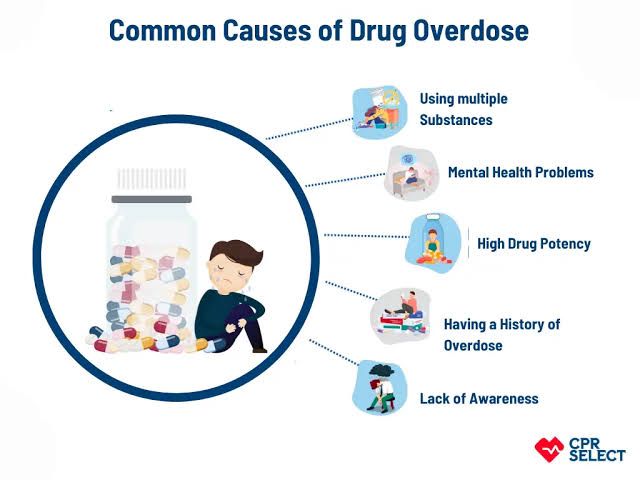 Common Causes of Drug Overdose
Using multiple
Substances
Mental Health Problems
High Drug Potency
Having a History of
Overdose
Lack of Awareness
CPR
SELECT